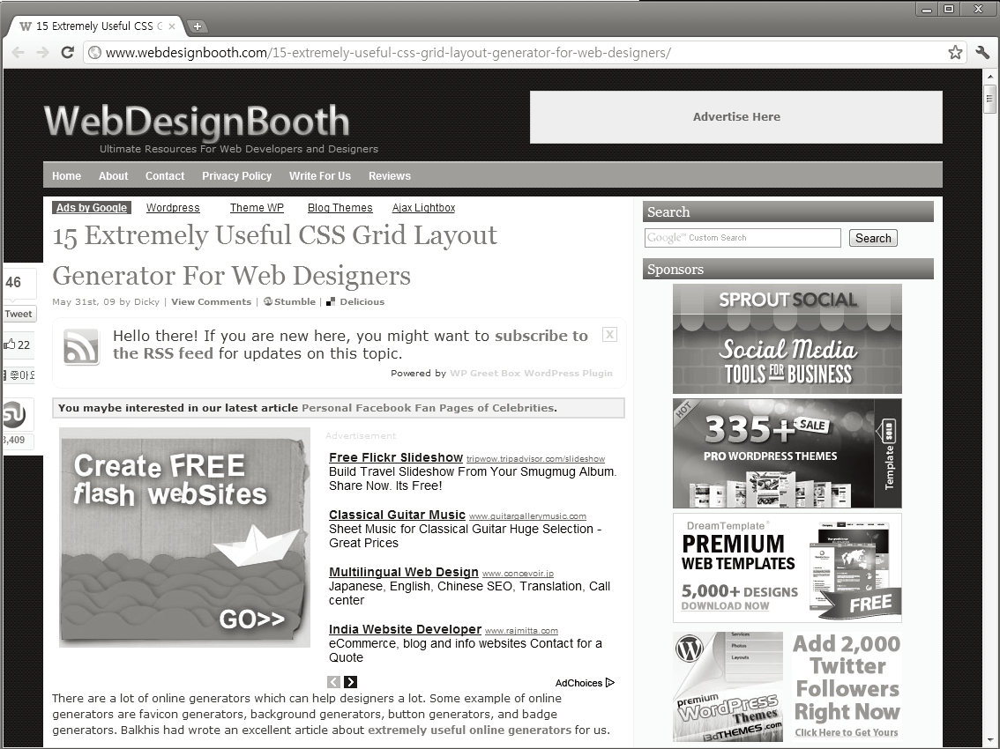 15 Extremely Useful CSS G
www.webdesignbooth.com/15-extremely-useful-css-grid-layout-generator-for-web-designers/
WebDesignBooth
Ultimate Resources For Web Developers and Designers
Advertise Here
Home About Contact Privacy Policy Write For Us Reviews
Ads by Google Wordpress Theme WP Blog Themes Ajax Lightbox
15 Extremely Useful CSS Grid Layout
Generator For Web Designers
May 31st, 09 by Dicky | View Comments | Stumble | Delicious
46
Tweet
22
좋아요
3,409
Hello there! If you are new here, you might want to subscribe to
the RSS feed for updates on this topic.
X
Powered by WP Greet Box WordPress Plugin
You maybe interested in our latest article Personal Facebook Fan Pages of Celebrities.
Create FREE
flash webSites
GO>>
Advertisement
Free Flickr Slideshow tripwow.tripadvisor.com/slideshow
Build Travel Slideshow From Your Smugmug Album.
Share Now. Its Free!
Classical Guitar Music www.guitargallerymusic.com
Sheet Music for Classical Guitar Huge Selection -
Great Prices
Multilingual Web Design www.concevoir.jp
Japanese, English, Chinese SEO, Translation, Call
center
India Website Developer www.rajmitta.com
eCommerce, blog and info websites Contact for a
Quote
AdChoices
There are a lot of online generators which can help designers a lot. Some example of online
generators are favicon generators, background generators, button generators, and badge
generators. Balkhis had wrote an excellent article about extremely useful online generators for us.
Search
Google™ Custom Search
Search
Sponsors
SPROUT SOCIAL
Social Media
TOOLS FOR BUSINESS
HOT
335+ SALE
PRO WORDPRESS THEMES
Template SOLD
DreamTemplate
PREMIUM
WEB TEMPLATES
5,000+ DESIGNS
DOWNLOAD NOW
FREE
Services
Photos
Layouts
premium
WordPress
Themes
i3dTHEMES.com
Add 2,000
Twitter
Followers
Right Now
Click Here to Get Yours